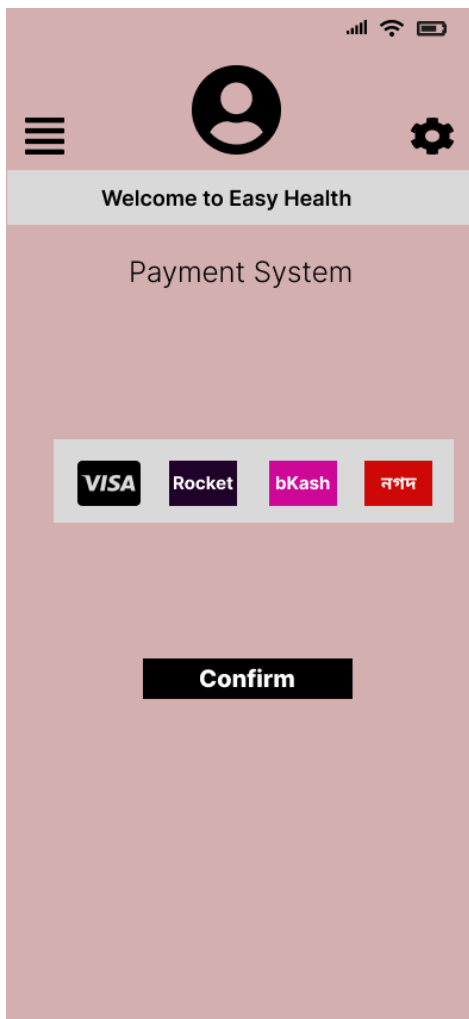 Welcome to Easy Health
Payment System
VISA Rocket bKash নগদ
Confirm